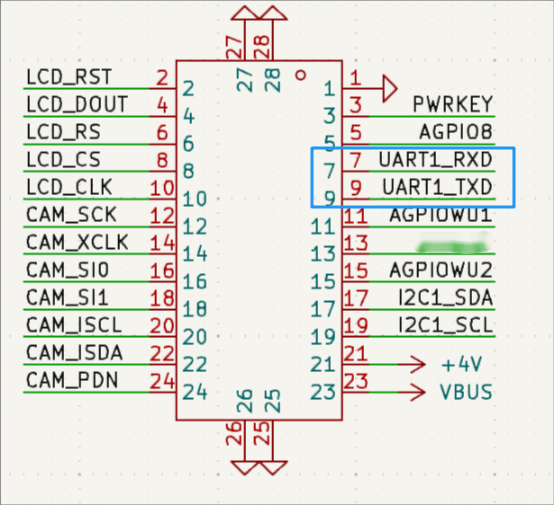 27 28
27 28
LCD_RST 2 2 1 1
LCD_DOUT 4 4 3 3 PWRKEY
LCD_RS 6 6 5 5 AGPIO8
LCD_CS 8 8 7 7 UART1_RXD
LCD_CLK 10 10 9 9 UART1_TXD
CAM_SCK 12 12 11 11 AGPIOWU1
CAM_XCLK 14 14 13 13
CAM_SI0 16 16 15 15 AGPIOWU2
CAM_SI1 18 18 17 17 I2C1_SDA
CAM_ISCL 20 20 19 19 I2C1_SCL
CAM_ISDA 22 22 21 21 +4V
CAM_PDN 24 24 23 23 VBUS
26 25
26 25